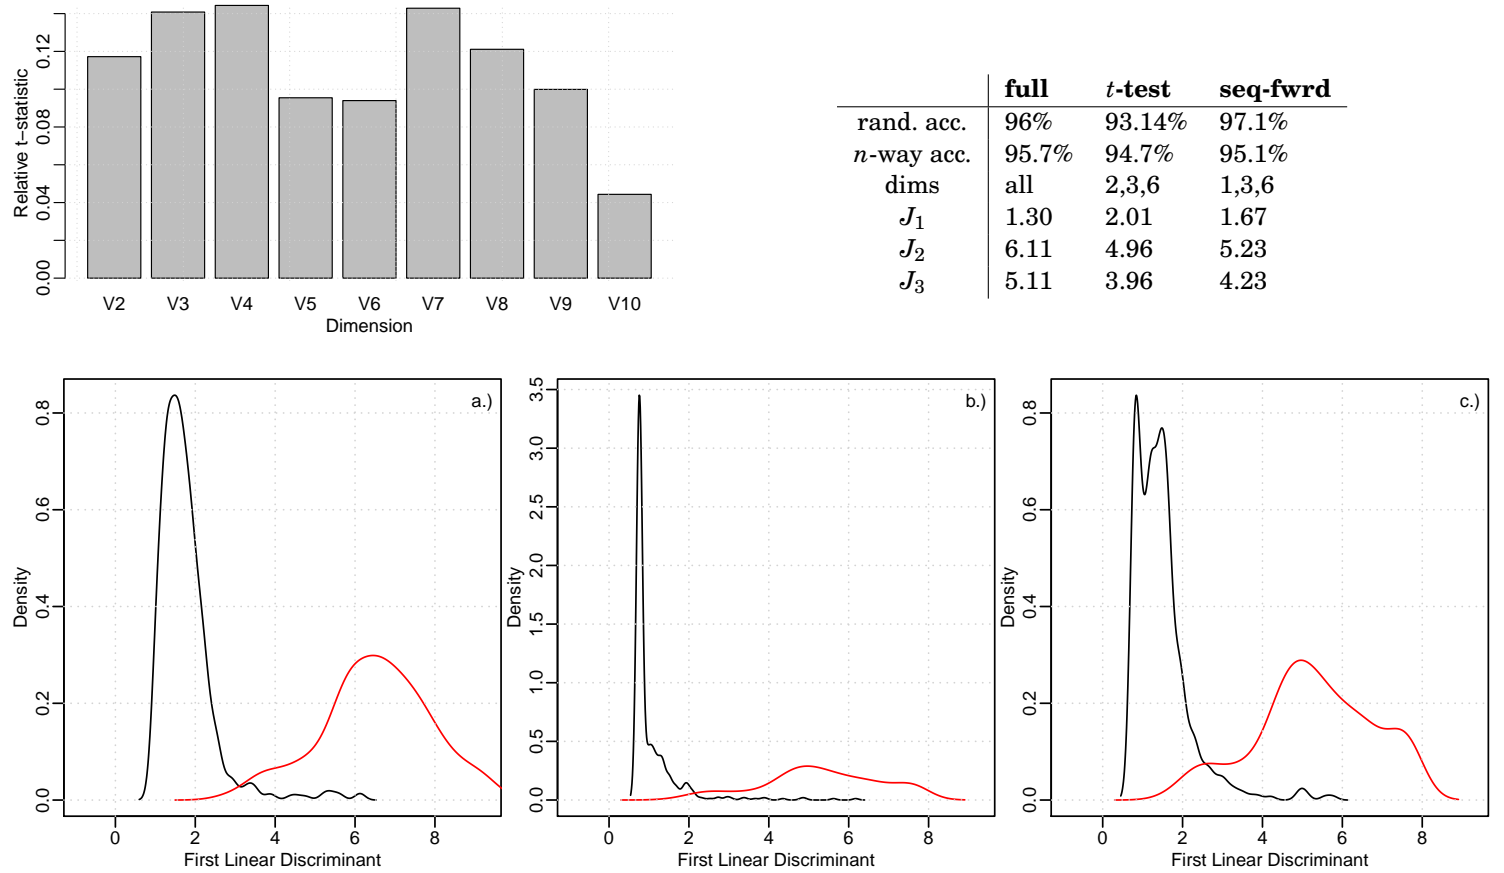 Relative t−statistic
0.00 0.04 0.08 0.12
V2 V3 V4 V5 V6 V7 V8 V9 V10
Dimension
full t-test seq-fwrd
rand. acc. 96% 93.14% 97.1%
n-way acc. 95.7% 94.7% 95.1%
dims all 2,3,6 1,3,6
J1 1.30 2.01 1.67
J2 6.11 4.96 5.23
J3 5.11 3.96 4.23
a.)
Density
0.0 0.2 0.4 0.6 0.8
0 2 4 6 8
First Linear Discriminant
b.)
Density
0.0 0.5 1.0 1.5 2.0 2.5 3.0 3.5
0 2 4 6 8
First Linear Discriminant
c.)
Density
0.0 0.2 0.4 0.6 0.8
0 2 4 6 8
First Linear Discriminant